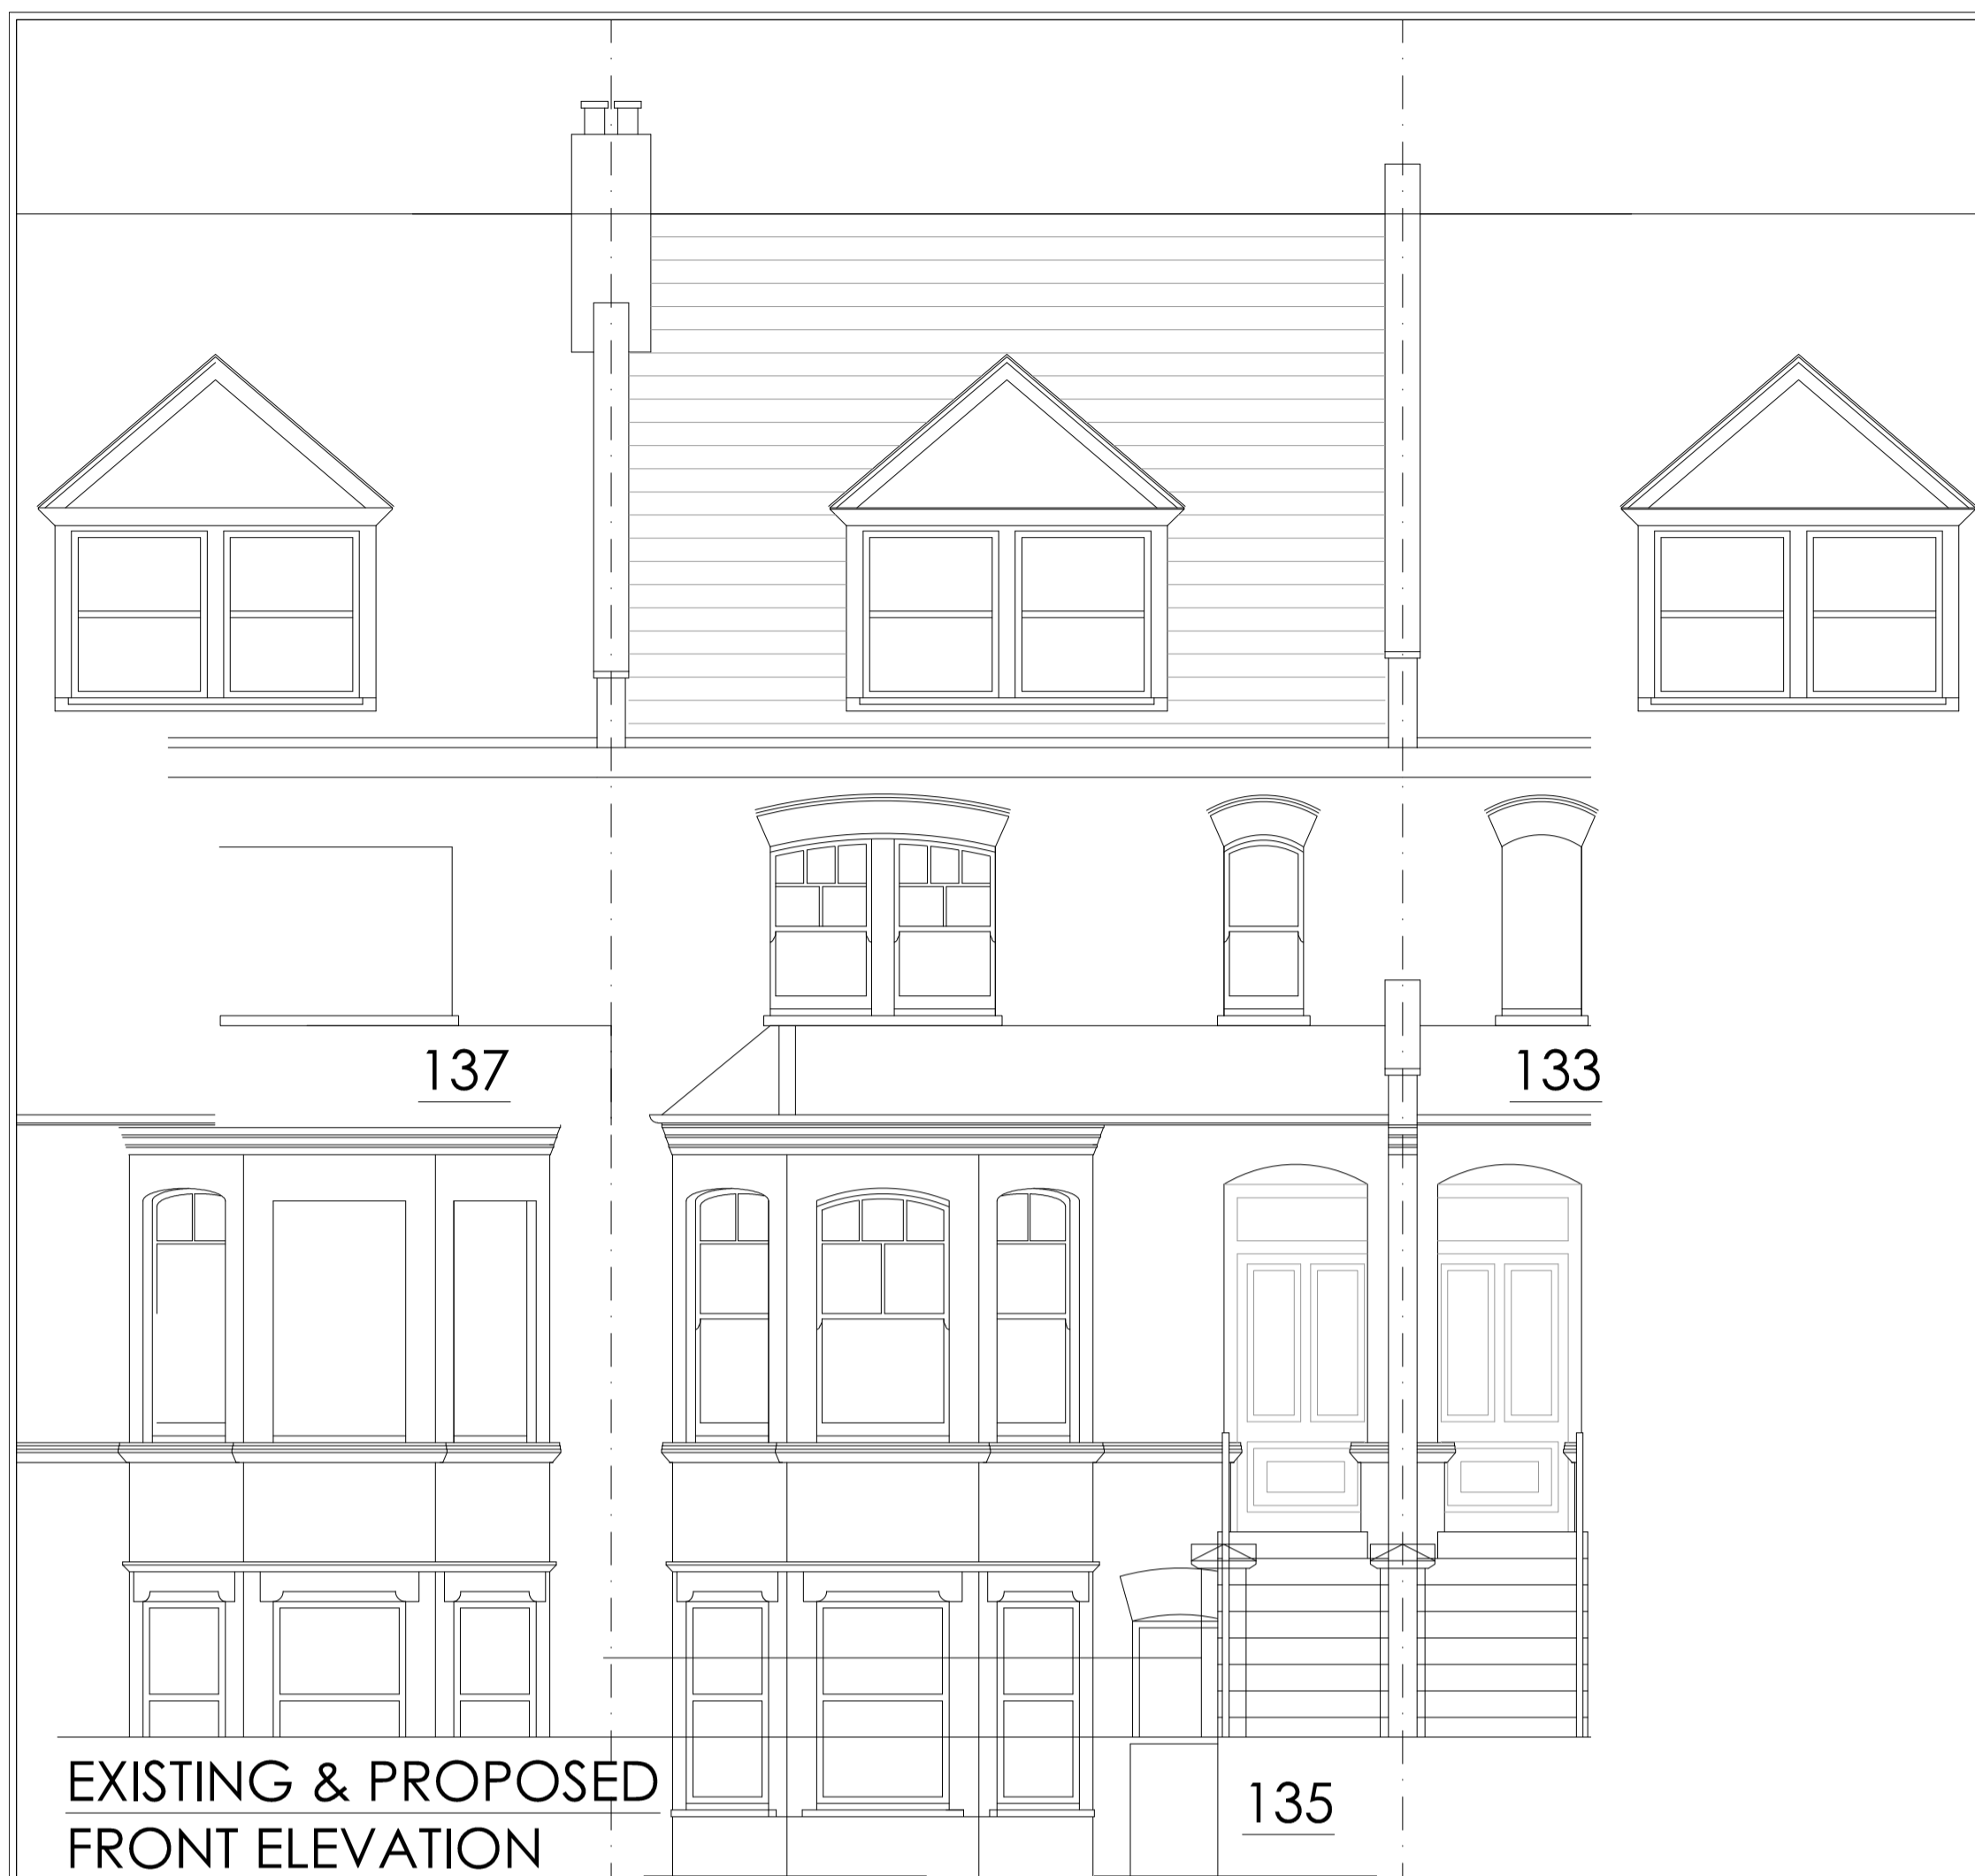 137
133
EXISTING & PROPOSED
FRONT ELEVATION
135